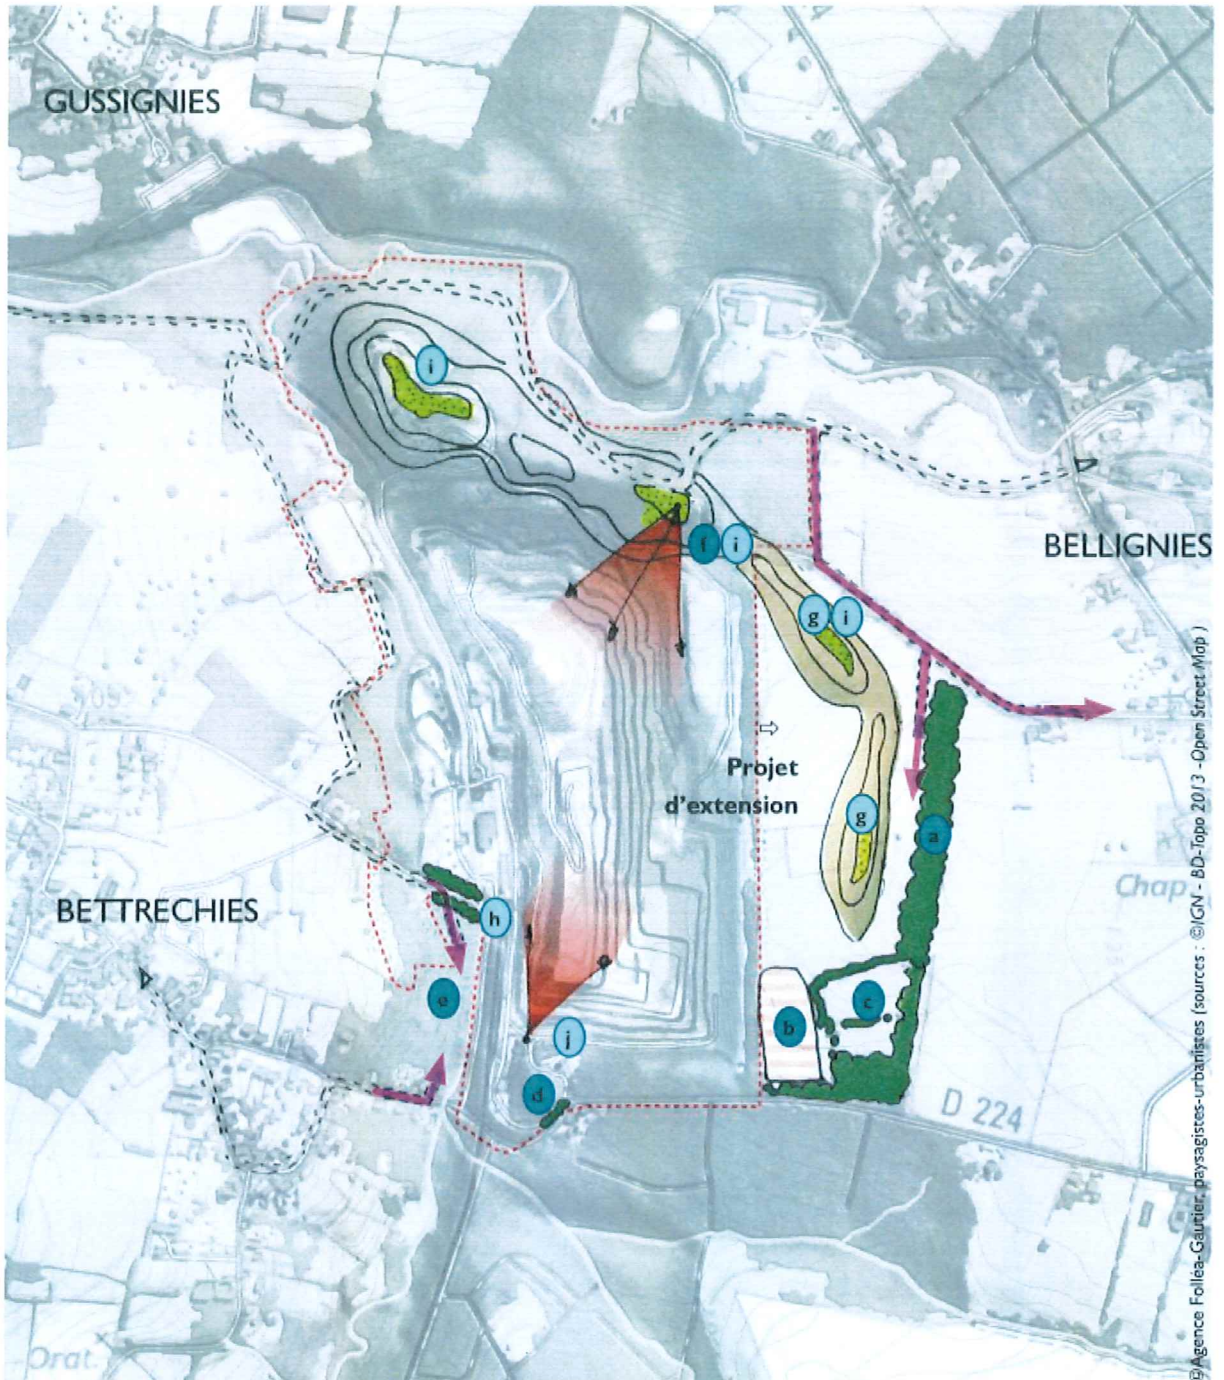 GUSSIGNIES
i
f i
BELLIGNIES
g i
Projet
d'extension
g
a
Chap.
BETTRECHIES
h
e
c
b
j
d
D 224
Orat.
©Agence Folléa-Gautier, paysagistes-urbanistes (sources : ©IGN - BD-Topo 2013 -Open Street Map )